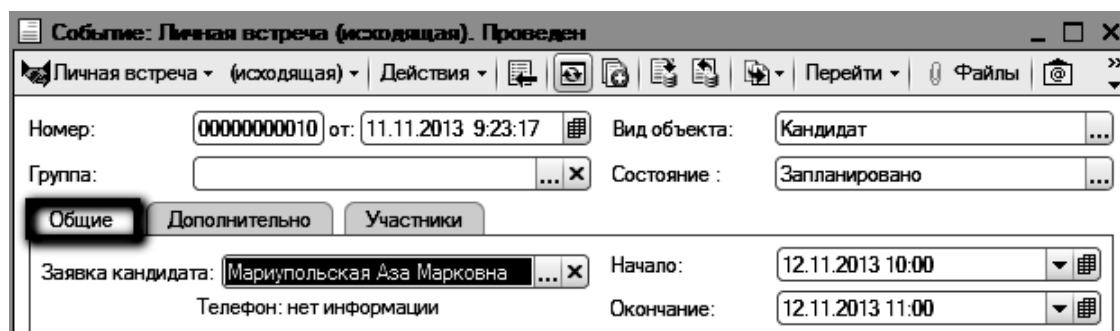 Событие: Личная встреча (исходящая). Проведен
Личная встреча (исходящая) Действия Перейти Файлы
Номер: 00000000010 от: 11.11.2013 9:23:17 Вид объекта: Кандидат
Группа: Состояние : Запланировано
Общие Дополнительно Участники
Заявка кандидата: Мариупольская Аза Марковна Начало: 12.11.2013 10:00
Телефон: нет информации Окончание: 12.11.2013 11:00